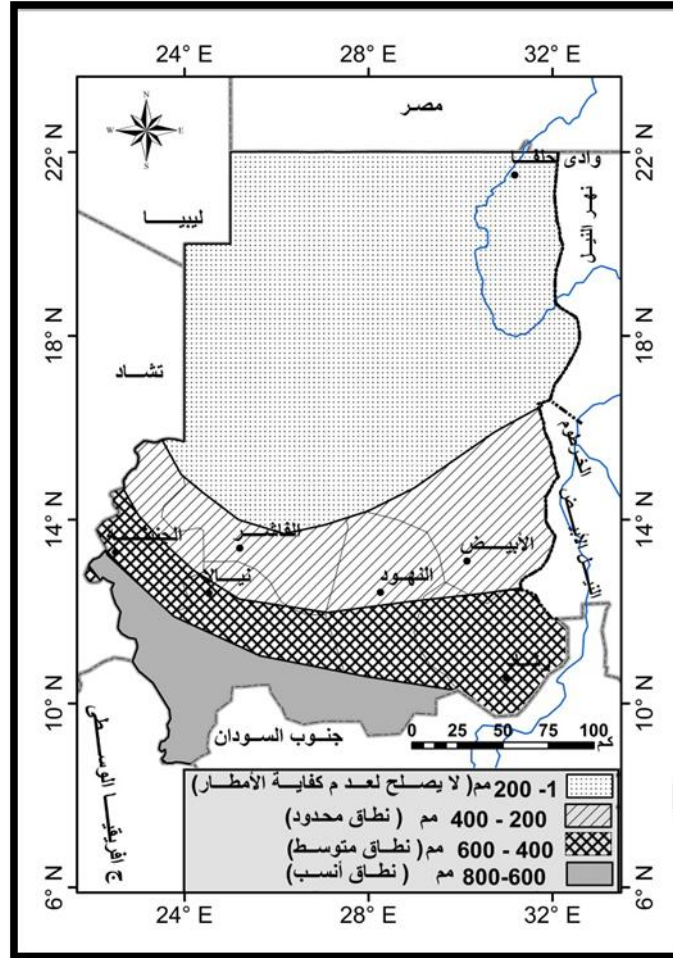 24° E 28° E 32° E
مصر
22° N
22° N
وادى حلفا
ليبيا
نهر النيل
18° N
18° N
تشاد
الخرطوم
14° N
14° N
الفاشر
الأبيض
النيل الأبيض
نيالا
النهود
10° N
10° N
جنوب السودان
0 25 50 75 100
كم
ج افريقيا الوسطى
1- 200 مم( لا يصلح لعد م كفاية الأمطار)
200 - 400 مم ( نطاق محدود)
400 - 600 مم( نطاق متوسط)
600-800 مم ( نطاق أنسب)
6° N
6° N
24° E 28° E 32° E
N
W E
S